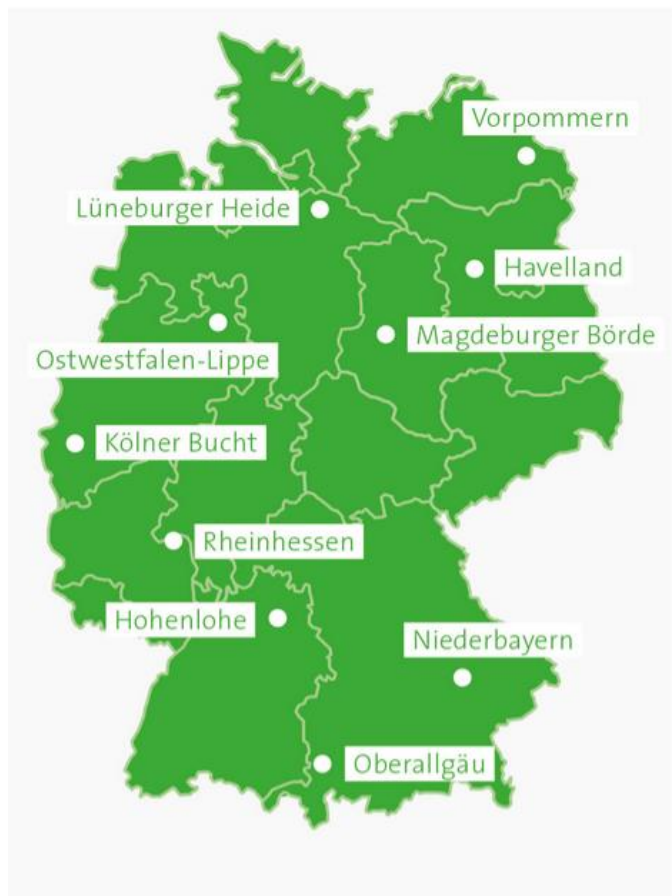 Vorpommern
Lüneburger Heide
Havelland
Magdeburger Börde
Ostwestfalen-Lippe
Kölner Bucht
Rheinhessen
Hohenlohe
Niederbayern
Oberallgäu